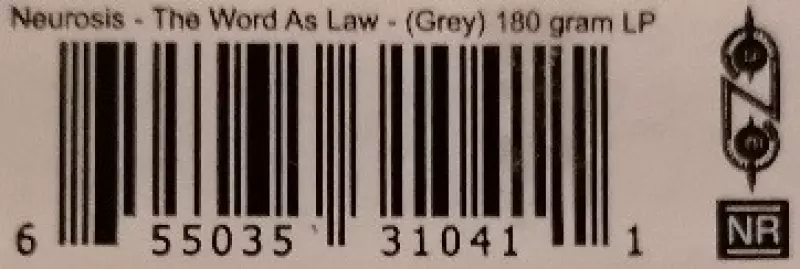 Neurosis - The Word As Law - (Grey) 180 gram LP
6 55035 31041 1
NR